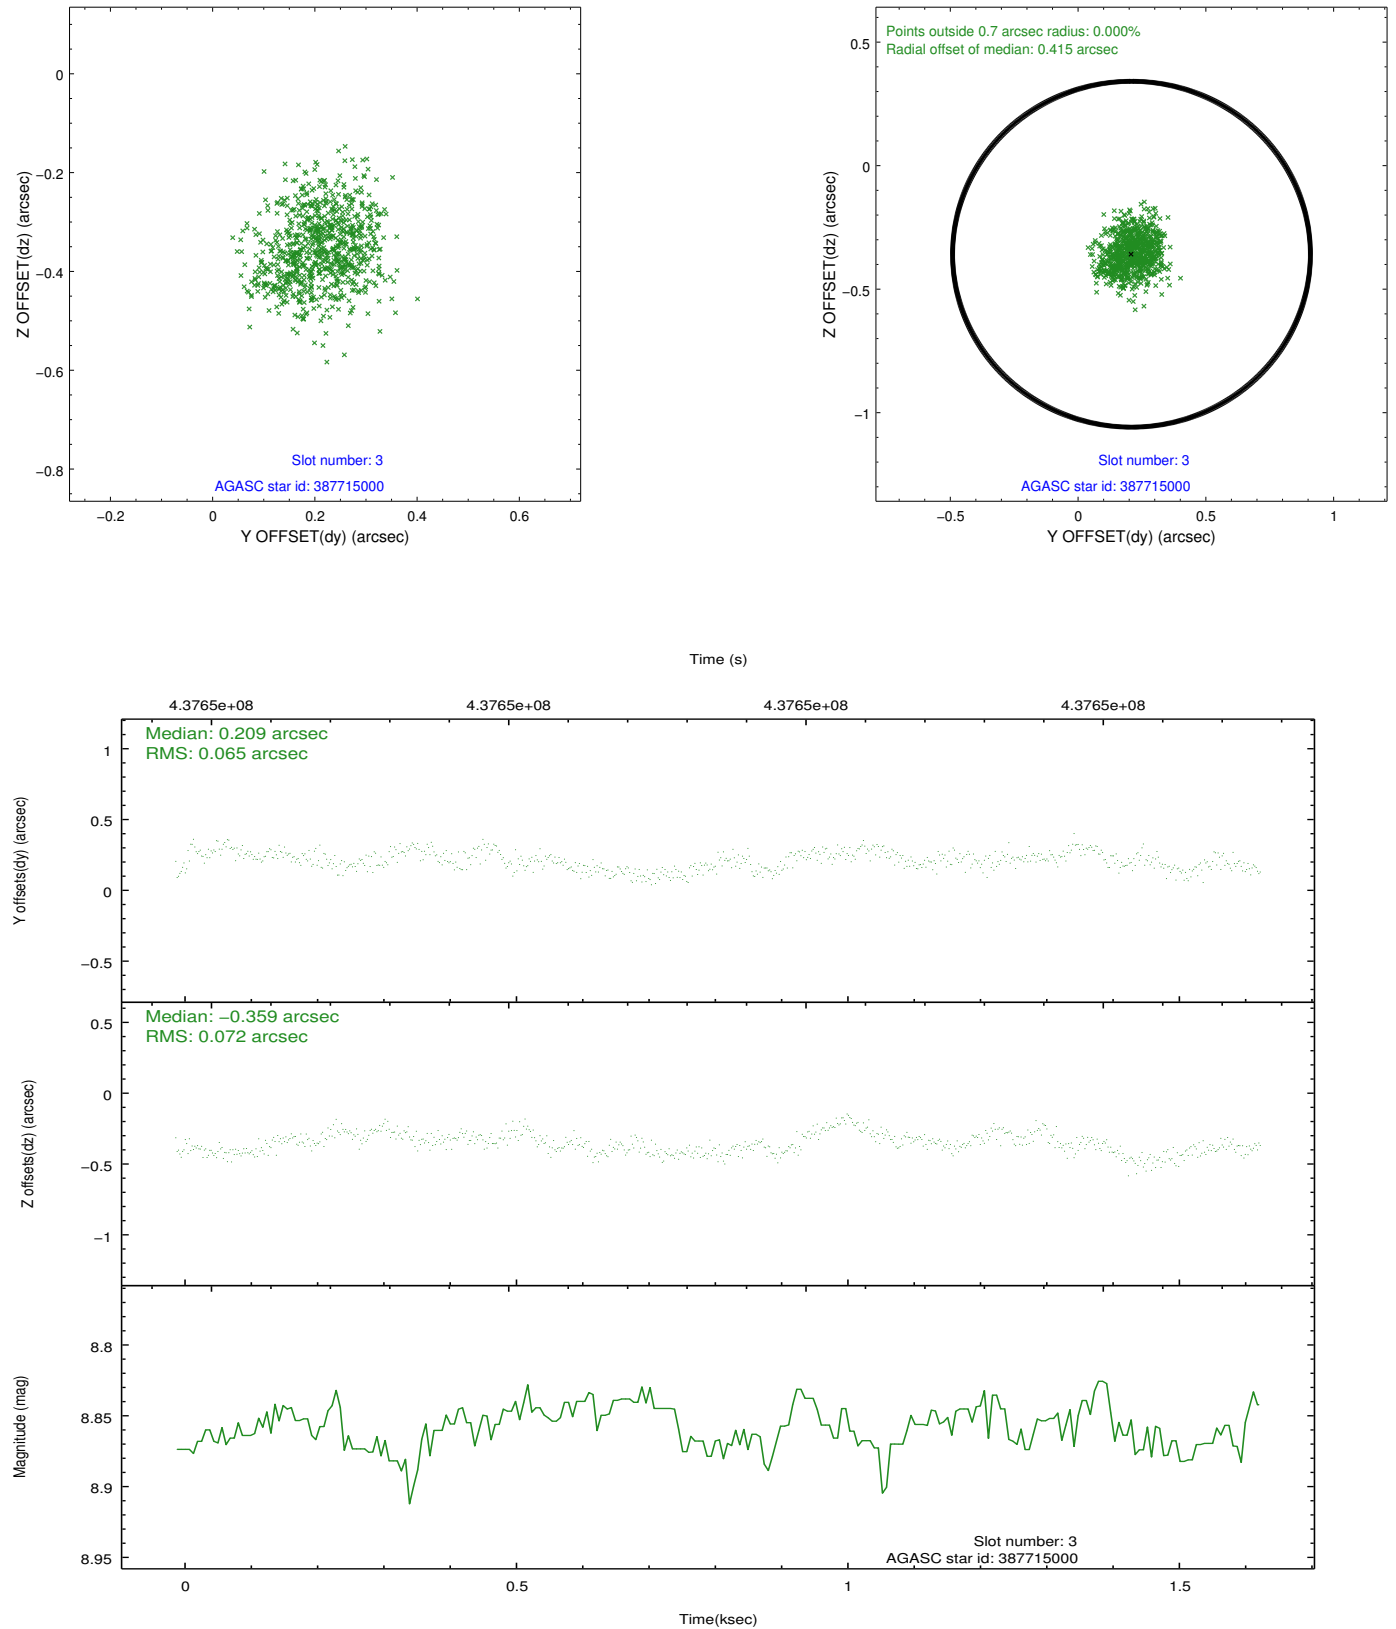 0
−0.2
−0.4
−0.6
−0.8
Z OFFSET(dz) (arcsec)
Slot number: 3
AGASC star id: 387715000
−0.2
0
0.2
0.4
0.6
Y OFFSET(dy) (arcsec)
Points outside 0.7 arcsec radius: 0.000%
Radial offset of median: 0.415 arcsec
0.5
0
−0.5
−1
Z OFFSET(dz) (arcsec)
Slot number: 3
AGASC star id: 387715000
−0.5
0
0.5
1
Y OFFSET(dy) (arcsec)
Time (s)
4.3765e+08
4.3765e+08
4.3765e+08
4.3765e+08
Median: 0.209 arcsec
RMS: 0.065 arcsec
1
0.5
0
−0.5
Y offsets(dy) (arcsec)
Median: −0.359 arcsec
RMS: 0.072 arcsec
0.5
0
−0.5
−1
Z offsets(dz) (arcsec)
8.8
8.85
8.9
8.95
Magnitude (mag)
Slot number: 3
AGASC star id: 387715000
0
0.5
1
1.5
Time(ksec)